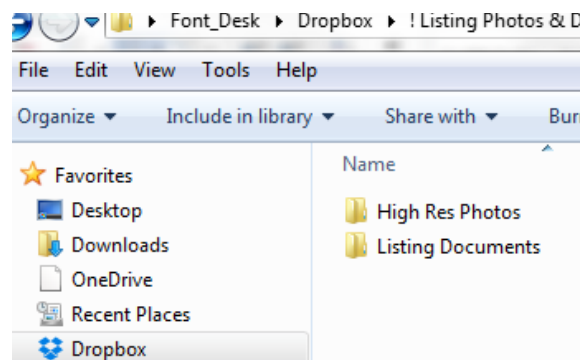 Font_Desk ▸ Dropbox ▸ ! Listing Photos & D
File Edit View Tools Help
Organize Include in library Share with Bur
Favorites
Desktop
Downloads
OneDrive
Recent Places
Dropbox
Name
High Res Photos
Listing Documents